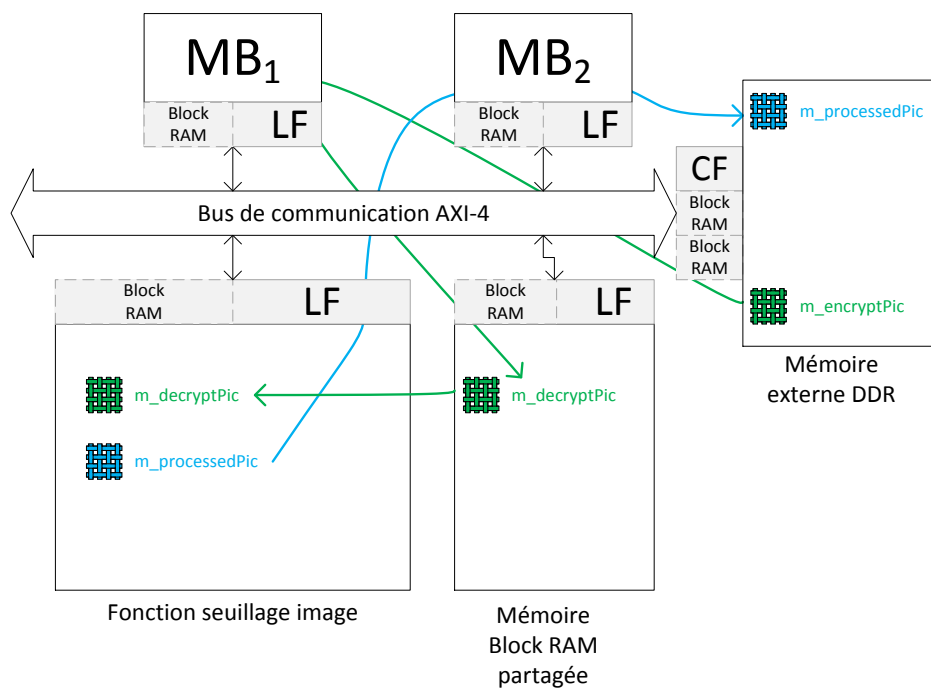 MB₁
MB₂
Block
RAM
LF
Block
RAM
LF
m_processedPic
CF
Block
RAM
Block
RAM
Bus de communication AXI-4
Block
RAM
LF
Block
RAM
LF
m_encryptPic
Mémoire
externe DDR
m_decryptPic
m_decryptPic
m_processedPic
Fonction seuillage image
Mémoire
Block RAM
partagée